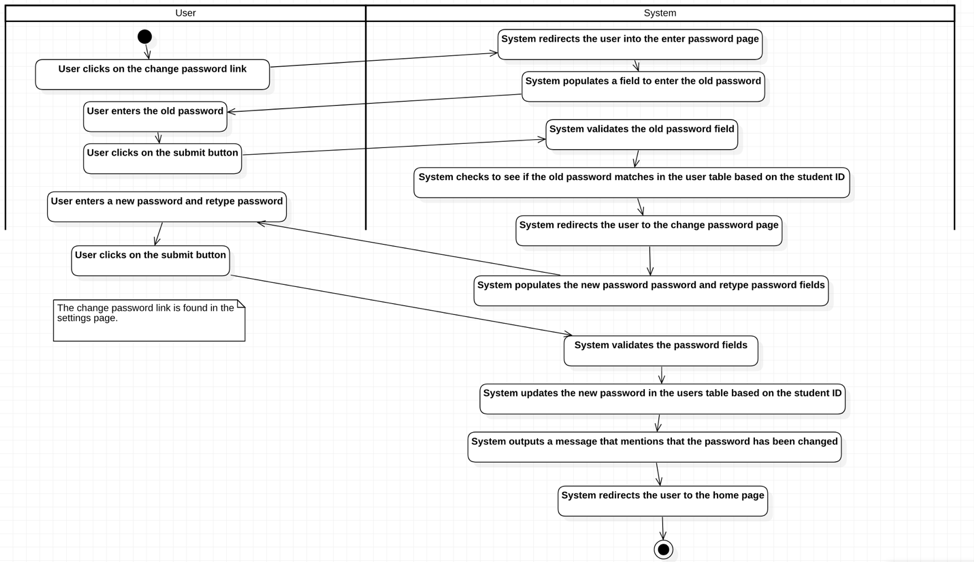 User
System
System redirects the user into the enter password page
User clicks on the change password link
System populates a field to enter the old password
User enters the old password
System validates the old password field
User clicks on the submit button
System checks to see if the old password matches in the user table based on the student ID
User enters a new password and retype password
System redirects the user to the change password page
User clicks on the submit button
System populates the new password password and retype password fields
The change password link is found in the
settings page.
System validates the password fields
System updates the new password in the users table based on the student ID
System outputs a message that mentions that the password has been changed
System redirects the user to the home page